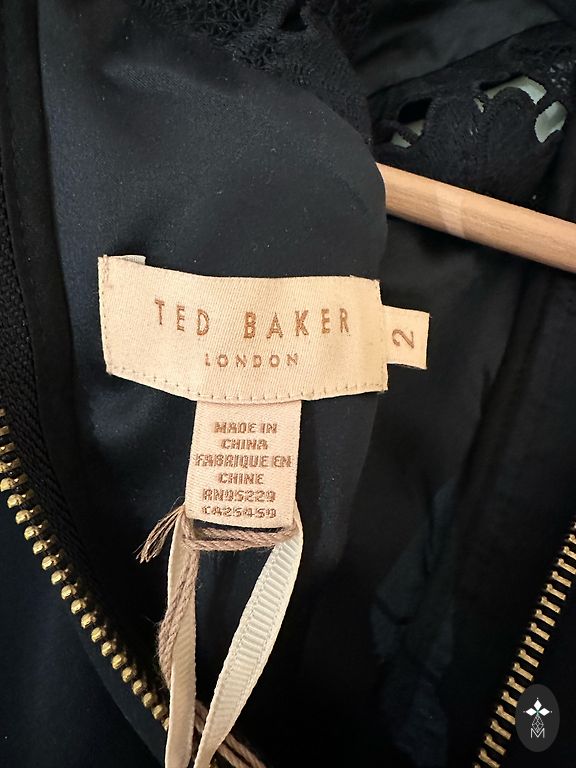 TED BAKER
LONDON
2
MADE IN
CHINA
FABRIQUE EN
CHINE
RN95229
CA25459